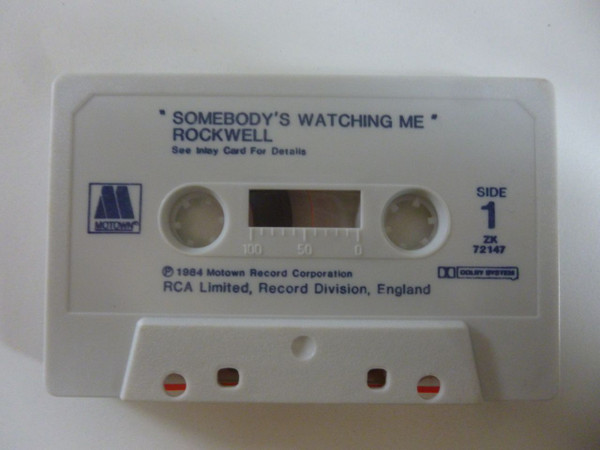 "SOMEBODY'S WATCHING ME"
ROCKWELL
See Inlay Card For Details
MOTOWN®
SIDE
1
ZK
72147
100 50 0
℗ 1984 Motown Record Corporation
DOLBY SYSTEM
RCA Limited, Record Division, England